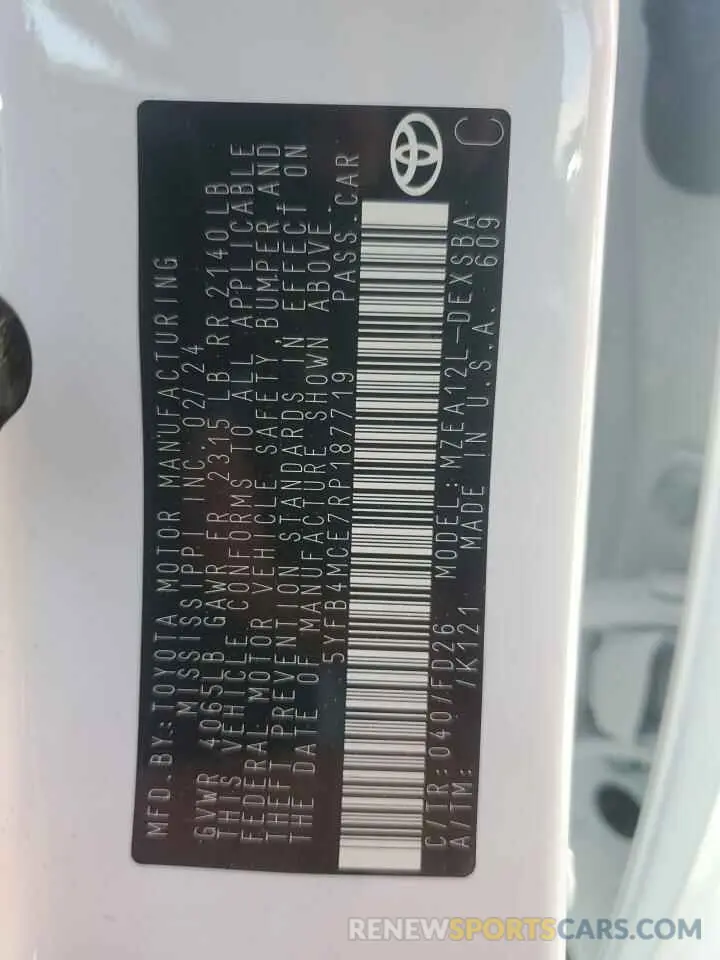 MFD. BY: TOYOTA MOTOR MANUFACTURING
MISSISSIPPI INC. 02/24
GVWR 4065LB GAWR FR 2315 LB RR 2140LB
THIS VEHICLE CONFORMS TO ALL APPLICABLE
FEDERAL MOTOR VEHICLE SAFETY, BUMPER AND
THEFT PREVENTION STANDARDS IN EFFECT ON
THE DATE OF MANUFACTURE SHOWN ABOVE.
5YFB4MCE7RP187719 PASS. CAR
C/TR: 040/FD26 MODEL: MZEA12L-DEXSBA C
A/TM: /K121 MADE IN U.S.A. 609
RENEWSPORTSCARS.COM